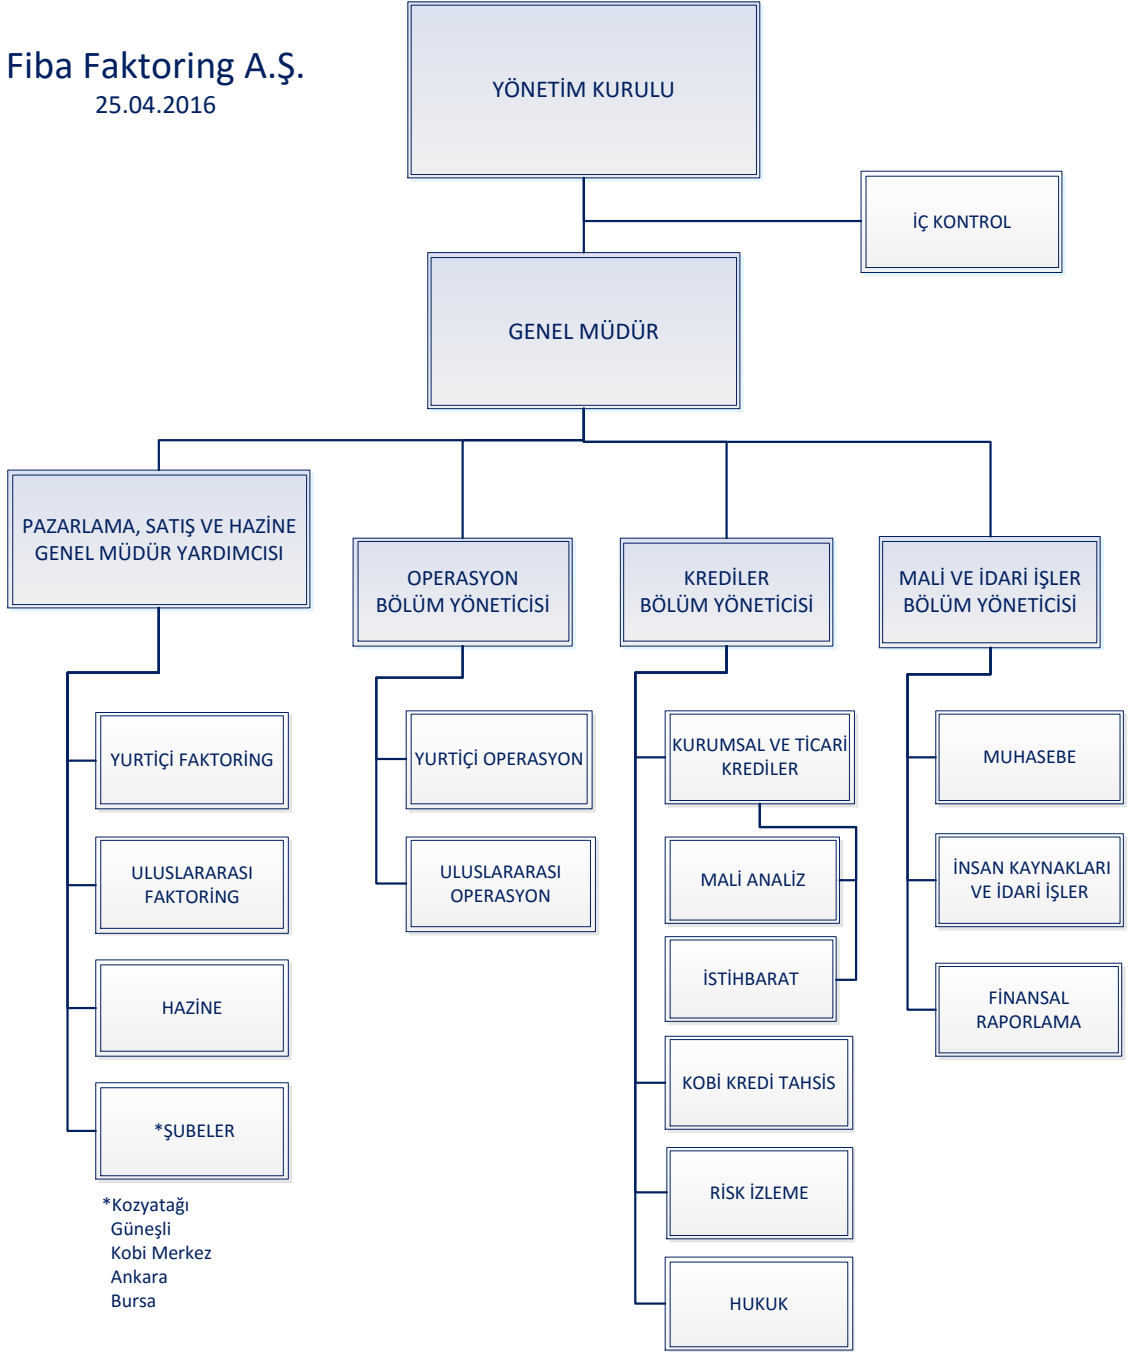 Fiba Faktoring A.Ş.
25.04.2016
YÖNETİM KURULU
İÇ KONTROL
GENEL MÜDÜR
PAZARLAMA, SATIŞ VE HAZİNE
GENEL MÜDÜR YARDIMCISI
OPERASYON
BÖLÜM YÖNETİCİSİ
KREDİLER
BÖLÜM YÖNETİCİSİ
MALİ VE İDARİ İŞLER
BÖLÜM YÖNETİCİSİ
YURTİÇİ FAKTORİNG
ULUSLARARASI
FAKTORİNG
HAZİNE
*ŞUBELER
*Kozyatağı
Güneşli
Kobi Merkez
Ankara
Bursa
YURTİÇİ OPERASYON
ULUSLARARASI
OPERASYON
KURUMSAL VE TİCARİ
KREDİLER
MALİ ANALİZ
İSTİHBARAT
KOBİ KREDİ TAHSİS
RİSK İZLEME
HUKUK
MUHASEBE
İNSAN KAYNAKLARI
VE İDARİ İŞLER
FİNANSAL
RAPORLAMA